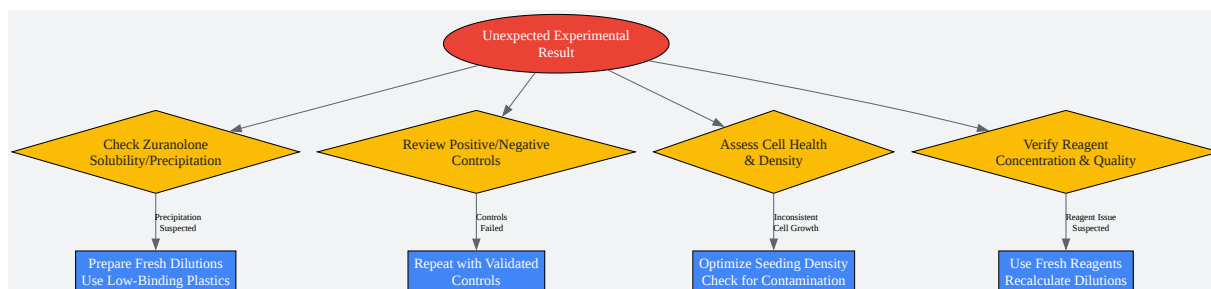 Unexpected Experimental
Result
Check Zuranolone
Solubility/Precipitation
Review Positive/Negative
Controls
Assess Cell Health
& Density
Verify Reagent
Concentration & Quality
Precipitation
Suspected
Controls
Failed
Inconsistent
Cell Growth
Reagent Issue
Suspected
Prepare Fresh Dilutions
Use Low-Binding Plastics
Repeat with Validated
Controls
Optimize Seeding Density
Check for Contamination
Use Fresh Reagents
Recalculate Dilutions